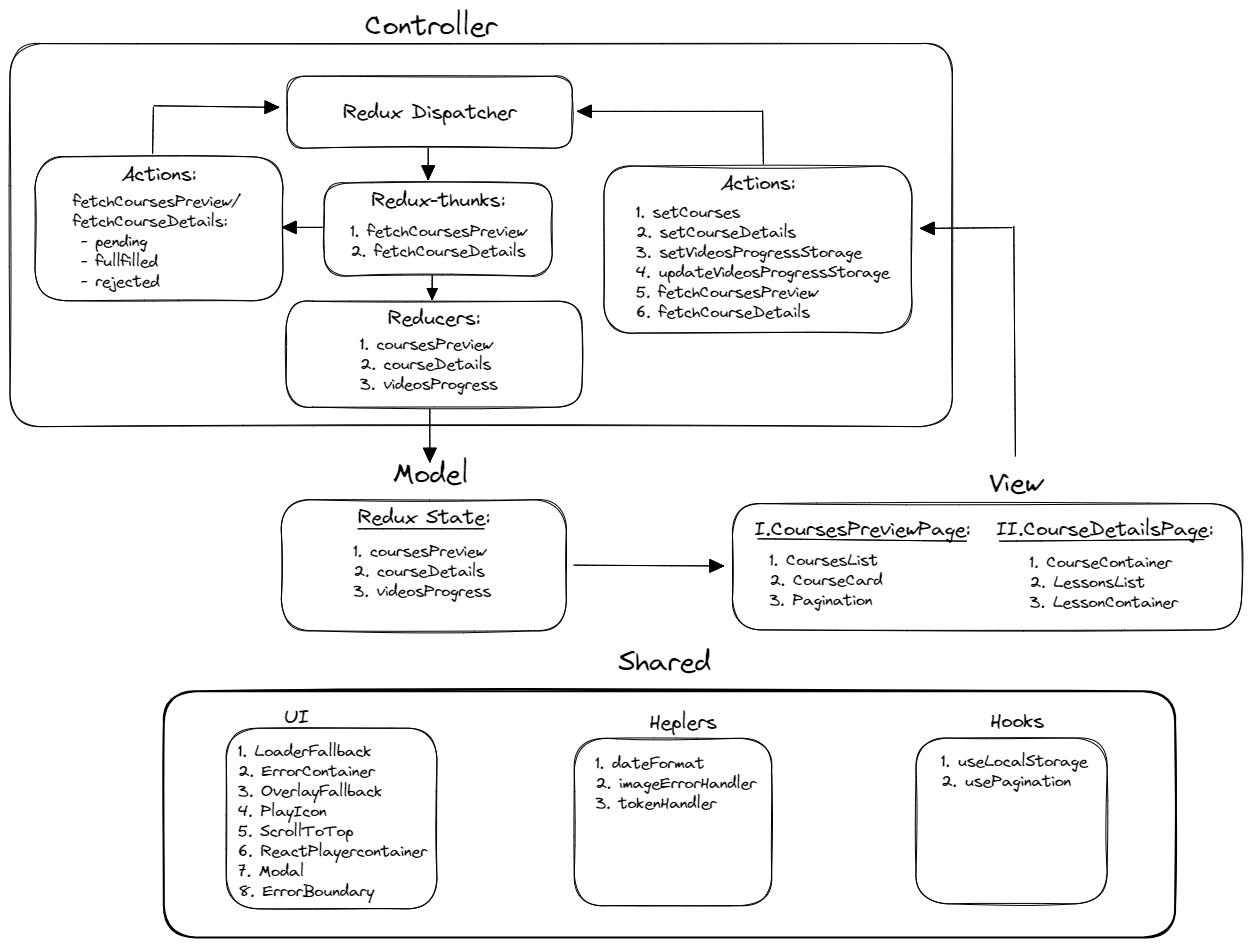 Controller
Redux Dispatcher
Actions:
fetchCoursesPreview/
fetchCourseDetails:
- pending
- fullfilled
- rejected
Redux-thunks:
1. fetchCoursesPreview
2. fetchCourseDetails
Actions:
1. setCourses
2. setCourseDetails
3. setVideosProgressStorage
4. updateVideosProgressStorage
5. fetchCoursesPreview
6. fetchCourseDetails
Reducers:
1. coursesPreview
2. courseDetails
3. videosProgress
Model
Redux State:
1. coursesPreview
2. courseDetails
3. videosProgress
View
I.CoursesPreviewPage:
1. CoursesList
2. CourseCard
3. Pagination
II.CourseDetailsPage:
1. CourseContainer
2. LessonsList
3. LessonContainer
Shared
UI
1. LoaderFallback
2. ErrorContainer
3. OverlayFallback
4. PlayIcon
5. ScrollToTop
6. ReactPlayercontainer
7. Modal
8. ErrorBoundary
Heplers
1. dateFormat
2. imageErrorHandler
3. tokenHandler
Hooks
1. useLocalStorage
2. usePagination